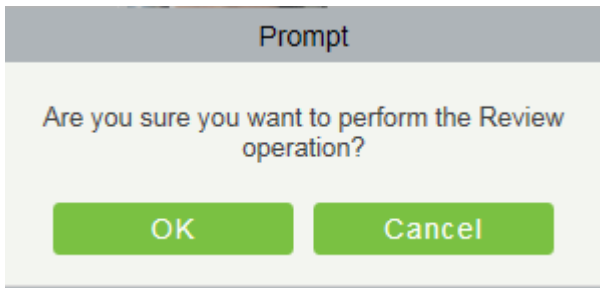 Prompt
Are you sure you want to perform the Review
operation?
OK
Cancel